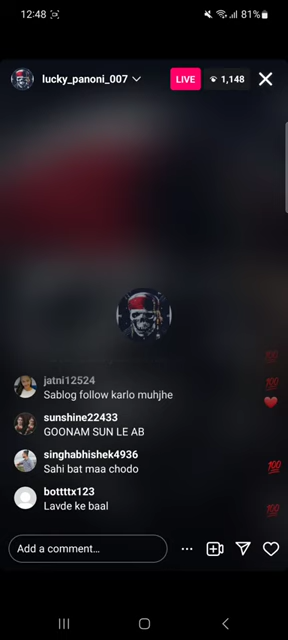 12:48
81%
lucky_panoni_007
LIVE
1,148
jatni12524
Sablog follow karlo muhjhe
sunshine22433
GOONAM SUN LE AB
singhabhishek4936
Sahi bat maa chodo
bottttx123
Lavde ke baal
Add a comment...